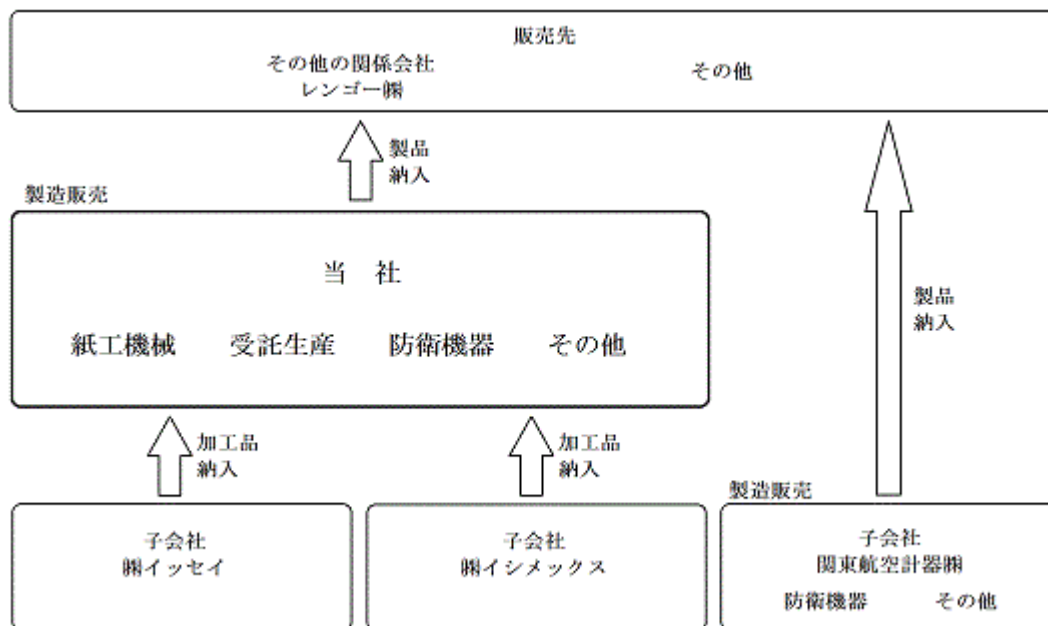 販売先
その他の関係会社
レンゴー㈱
その他
製品
納入
製造販売
当 社
紙工機械 受託生産 防衛機器 その他
製品
納入
加工品
納入
加工品
納入
製造販売
子会社
㈱イッセイ
子会社
㈱イシメックス
子会社
関東航空計器㈱
防衛機器 その他